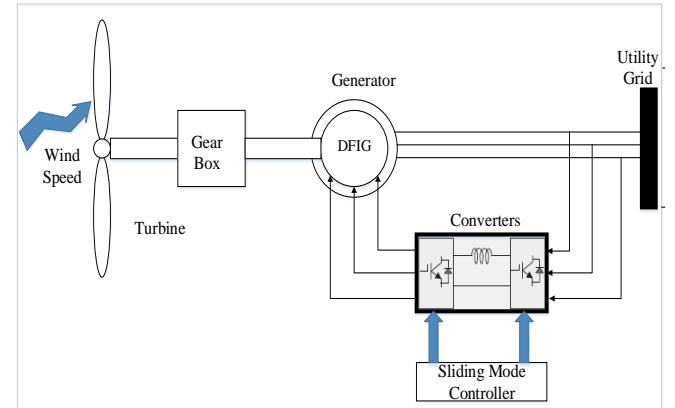 Utility
Grid
Generator
Gear
Box
DFIG
Wind
Speed
Turbine
Converters
Sliding Mode
Controller